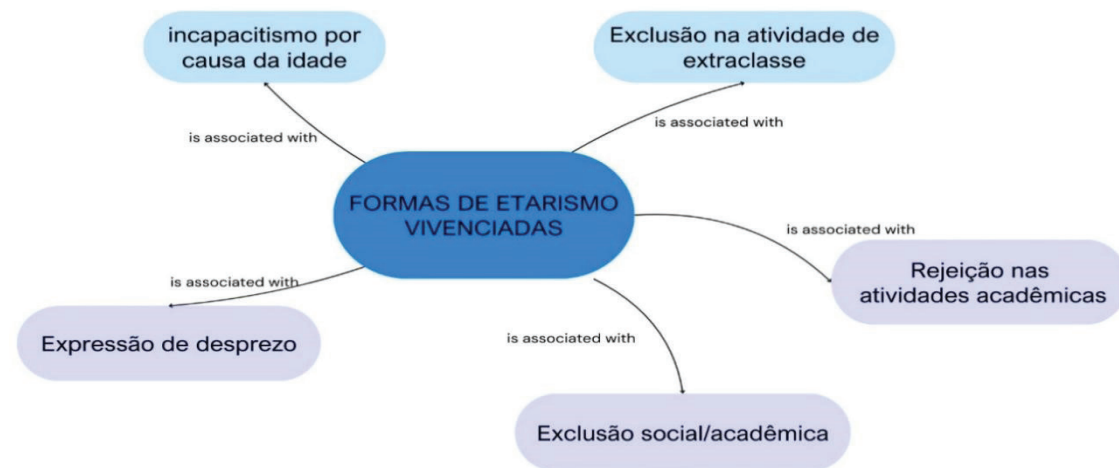 incapacitismo por
causa da idade
Exclusão na atividade de
extraclasse
is associated with
is associated with
FORMAS DE ETARISMO
VIVENCIADAS
is associated with
Rejeição nas
atividades acadêmicas
is associated with
Expressão de desprezo
is associated with
Exclusão social/acadêmica